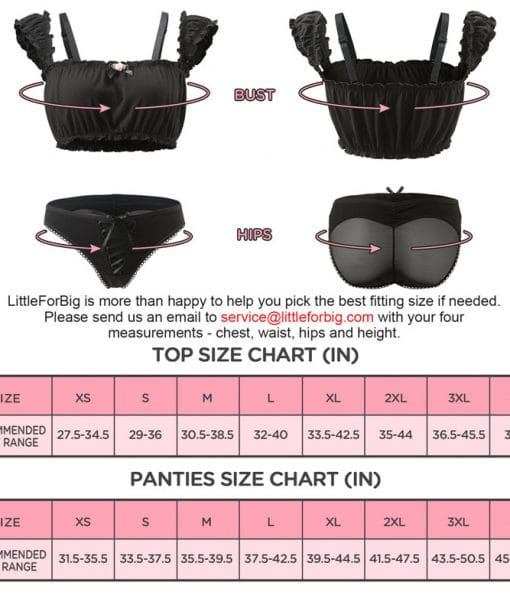 BUST
HIPS
LittleForBig is more than happy to help you pick the best fitting size if needed.
Please send us an email to service@littleforbig.com with your four
measurements - chest, waist, hips and height.
TOP SIZE CHART (IN)
IZE XS S M L XL 2XL 3XL
MMENDED
RANGE 27.5-34.5 29-36 30.5-38.5 32-40 33.5-42.5 35-44 36.5-45.5 3
PANTIES SIZE CHART (IN)
IZE XS S M L XL 2XL 3XL
MMENDED
RANGE 31.5-35.5 33.5-37.5 35.5-39.5 37.5-42.5 39.5-44.5 41.5-47.5 43.5-50.5 45